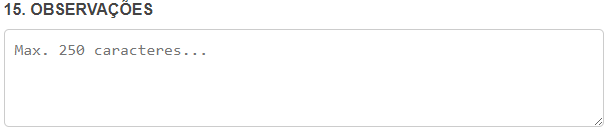 15. OBSERVAÇÕES
Max. 250 caracteres...